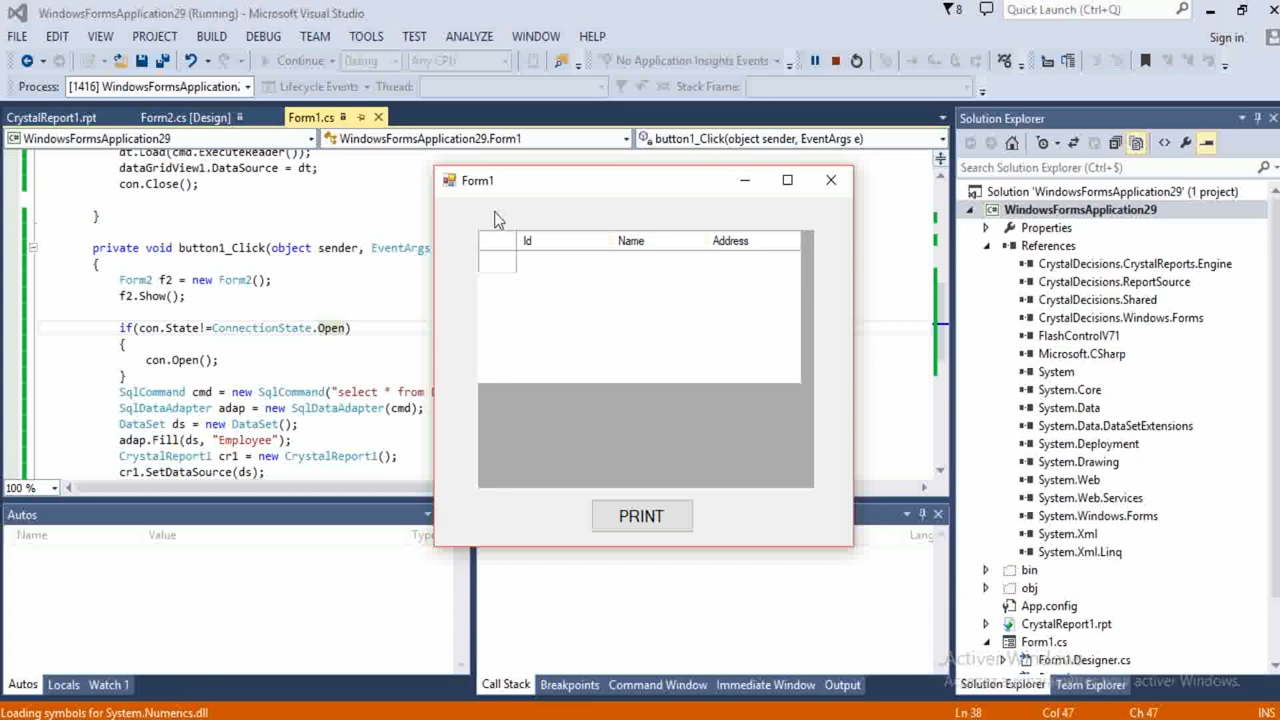 WindowsFormsApplication29 (Running) - Microsoft Visual Studio
8
Quick Launch (Ctrl+Q)
FILE EDIT VIEW PROJECT BUILD DEBUG TEAM TOOLS TEST ANALYZE WINDOW HELP
Sign in
Continue Debug Any CPU No Application Insights Events
Process: [1416] WindowsFormsApplication. Lifecycle Events Thread: Stack Frame:
CrystalReport1.rpt Form2.cs [Design] Form1.cs
WindowsFormsApplication29 WindowsFormsApplication29.Form1 button1_Click(object sender, EventArgs e)
dt.Load(cmd.ExecuteReader());
dataGridView1.DataSource = dt;
con.Close();
}
private void button1_Click(object sender, EventArgs
{
Form2 f2 = new Form2();
f2.Show();
if(con.State!=ConnectionState.Open)
{
con.Open();
}
SqlCommand cmd = new SqlCommand("select * from
SqlDataAdapter adap = new SqlDataAdapter(cmd);
DataSet ds = new DataSet();
adap.Fill(ds, "Employee");
CrystalReport1 cr1 = new CrystalReport1();
cr1.SetDataSource(ds);
100 %
Form1
Id Name Address
PRINT
Autos
Name Value Type
Lang
Autos Locals Watch 1
Call Stack Breakpoints Command Window Immediate Window Output
Solution Explorer
Search Solution Explorer (Ctrl+$)
Solution 'WindowsFormsApplication29' (1 project)
WindowsFormsApplication29
Properties
References
CrystalDecisions.CrystalReports.Engine
CrystalDecisions.ReportSource
CrystalDecisions.Shared
CrystalDecisions.Windows.Forms
FlashControlV71
Microsoft.CSharp
System
System.Core
System.Data
System.Data.DataSetExtensions
System.Deployment
System.Drawing
System.Web
System.Web.Services
System.Windows.Forms
System.Xml
System.Xml.Linq
bin
obj
App.config
CrystalReport1.rpt
Form1.cs
Form1.Designer.cs
Solution Explorer Team Explorer
Activer Windows
activer Windows.
Loading symbols for System.Numerics.dll
Ln 38 Col 47 Ch 47 INS